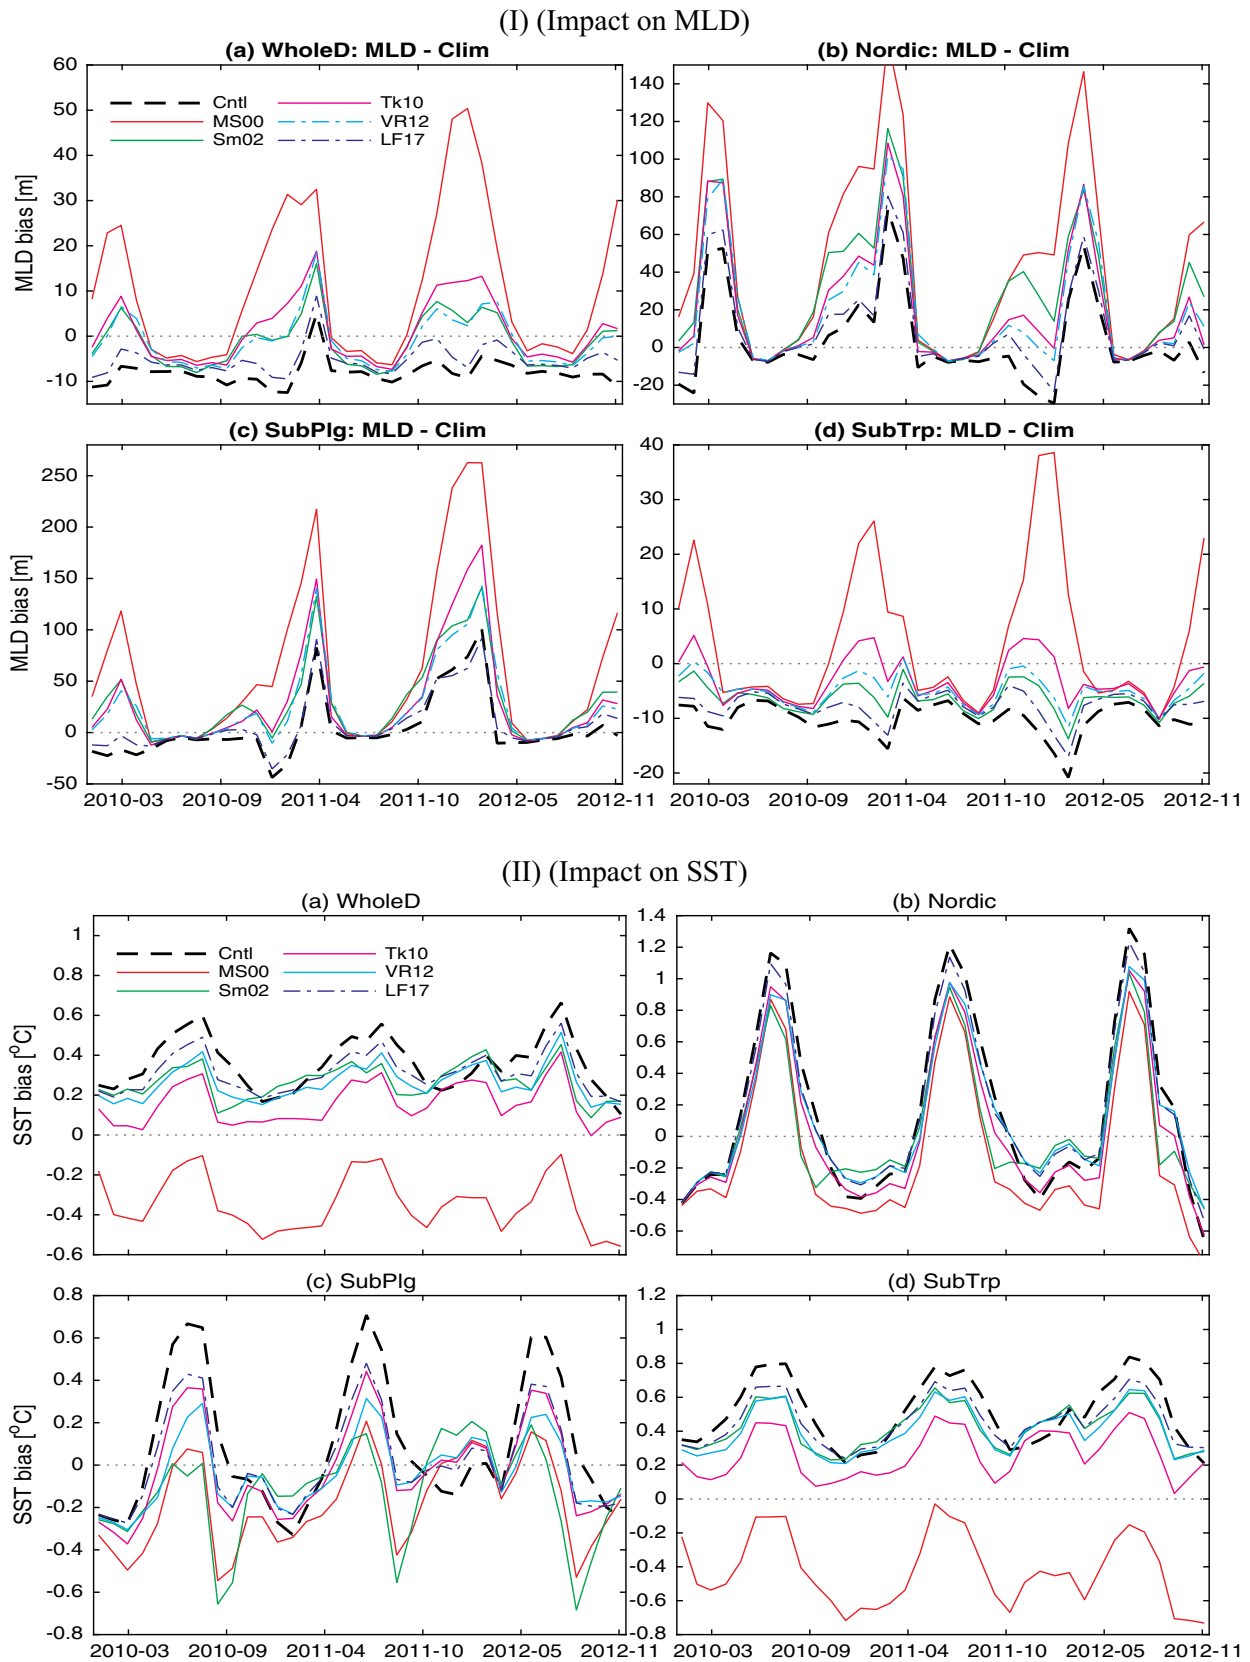 (I) (Impact on MLD)
(a) WholeD: MLD - Clim
(b) Nordic: MLD - Clim
60
50
40
30
20
10
0
-10
MLD bias [m]
Cntl
MS00
Sm02
Tk10
VR12
LF17
140
120
100
80
60
40
20
0
-20
(c) SubPlg: MLD - Clim
(d) SubTrp: MLD - Clim
250
200
150
100
50
0
-50
MLD bias [m]
40
30
20
10
0
-10
-20
2010-03 2010-09 2011-04 2011-10 2012-05 2012-11
2010-03 2010-09 2011-04 2011-10 2012-05 2012-11
(II) (Impact on SST)
(a) WholeD
(b) Nordic
1
0.8
0.6
0.4
0.2
0
-0.2
-0.4
-0.6
SST bias [°C]
Cntl
MS00
Sm02
Tk10
VR12
LF17
1.4
1.2
1
0.8
0.6
0.4
0.2
0
-0.2
-0.4
-0.6
(c) SubPlg
(d) SubTrp
0.8
0.6
0.4
0.2
0
-0.2
-0.4
-0.6
-0.8
SST bias [°C]
1.2
1
0.8
0.6
0.4
0.2
0
-0.2
-0.4
-0.6
-0.8
2010-03 2010-09 2011-04 2011-10 2012-05 2012-11
2010-03 2010-09 2011-04 2011-10 2012-05 2012-11